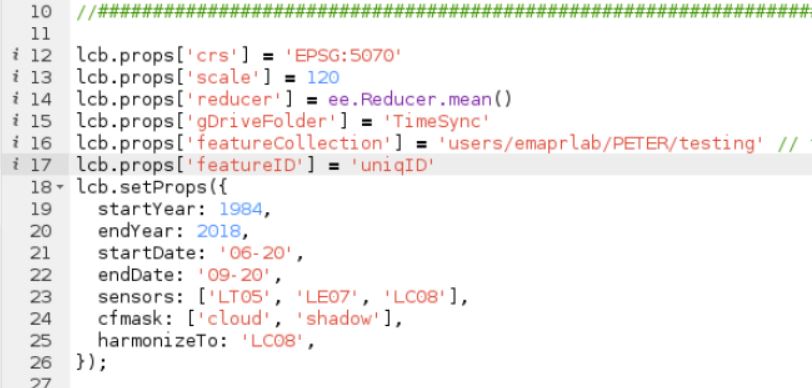 10 //################################################################
11
i 12 lcb.props['crs'] = 'EPSG:5070'
i 13 lcb.props['scale'] = 120
i 14 lcb.props['reducer'] = ee.Reducer.mean()
i 15 lcb.props['gDriveFolder'] = 'TimeSync'
i 16 lcb.props['featureCollection'] = 'users/emaprlab/PETER/testing' //
i 17 lcb.props['featureID'] = 'uniqID'
18 lcb.setProps({
19 startYear: 1984,
20 endYear: 2018,
21 startDate: '06-20',
22 endDate: '09-20',
23 sensors: ['LT05', 'LE07', 'LC08'],
24 cfmask: ['cloud', 'shadow'],
25 harmonizeTo: 'LC08',
26 });
27